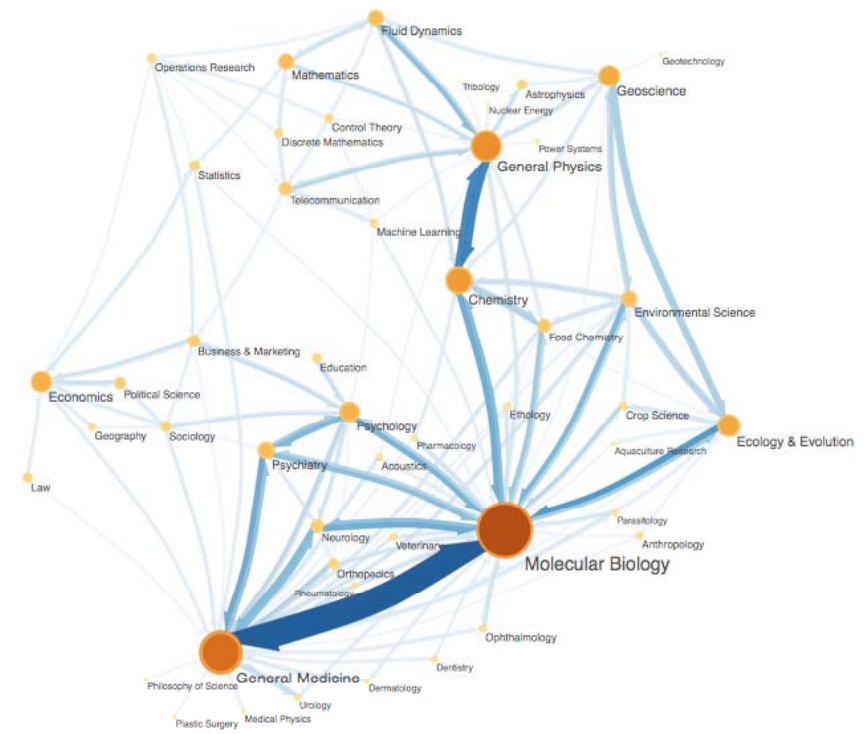 Fluid Dynamics
Operations Research
Mathematics
Geotechnology
Geoscience
Tribology
Astrophysics
Nuclear Energy
Control Theory
Discrete Mathematics
Power Systems
General Physics
Statistics
Telecommunication
Machine Learning
Chemistry
Environmental Science
Food Chemistry
Business & Marketing
Education
Economics
Political Science
Psychology
Ethology
Crop Science
Geography
Sociology
Pharmacology
Ecology & Evolution
Aquaculture Research
Psychiatry
Acoustics
Law
Parasitology
Neurology
Veterinary
Anthropology
Molecular Biology
Orthopedics
Rheumatology
Ophthalmology
Dentistry
General Medicine
Philosophy of Science
Dermatology
Urology
Medical Physics
Plastic Surgery